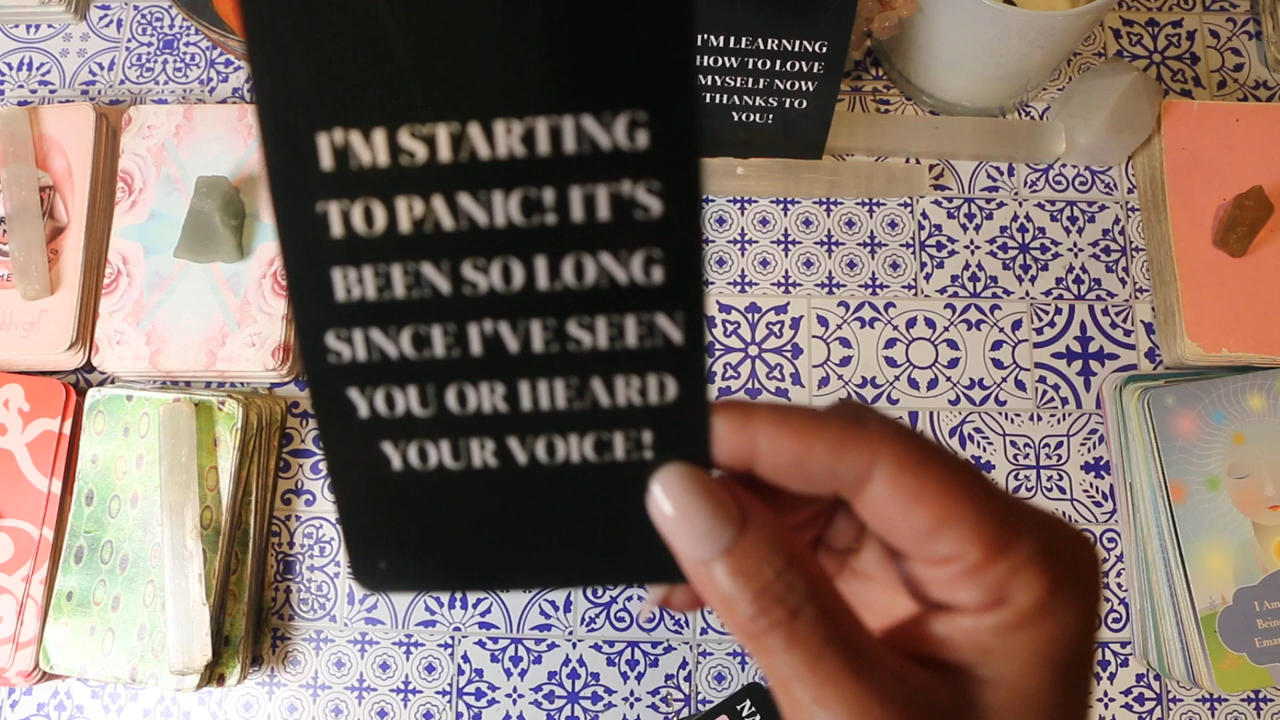 I'M STARTING
TO PANIC! IT'S
BEEN SO LONG
SINCE I'VE SEEN
YOU OR HEARD
YOUR VOICE!
I'M LEARNING
HOW TO LOVE
MYSELF NOW
THANKS TO
YOU!
I Am